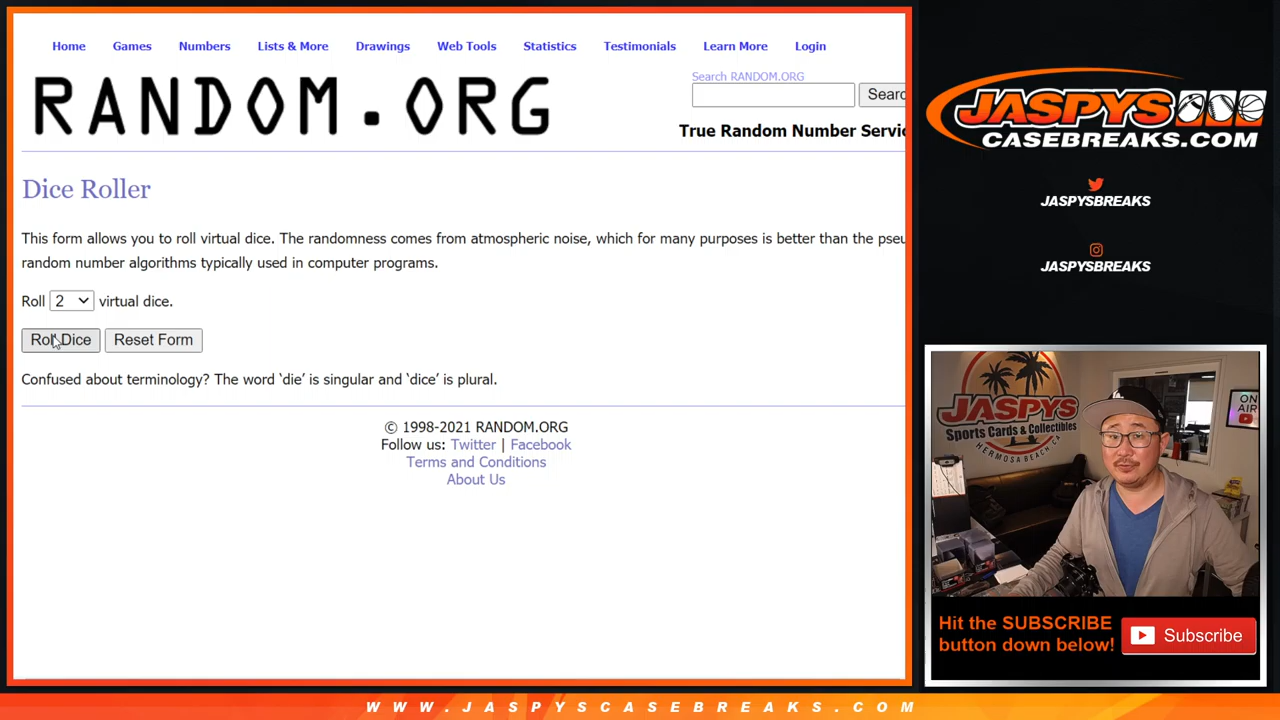 Home Games Numbers Lists & More Drawings Web Tools Statistics Testimonials Learn More Login
RANDOM.ORG
Search RANDOM.ORG
Searc
True Random Number Servic
Dice Roller
This form allows you to roll virtual dice. The randomness comes from atmospheric noise, which for many purposes is better than the pseu
random number algorithms typically used in computer programs.
Roll 2 virtual dice.
Roll Dice Reset Form
Confused about terminology? The word ‘die’ is singular and ‘dice’ is plural.
© 1998-2021 RANDOM.ORG
Follow us: Twitter | Facebook
Terms and Conditions
About Us
JASPYS
CASEBREAKS.COM
JASPYSBREAKS
JASPYSBREAKS
JASPYS
Sports Cards & Collectibles
HERMOSA BEACH CA
ON
AIR
Hit the SUBSCRIBE
button down below!
Subscribe
WWW.JASPYSCASEBREAKS.COM